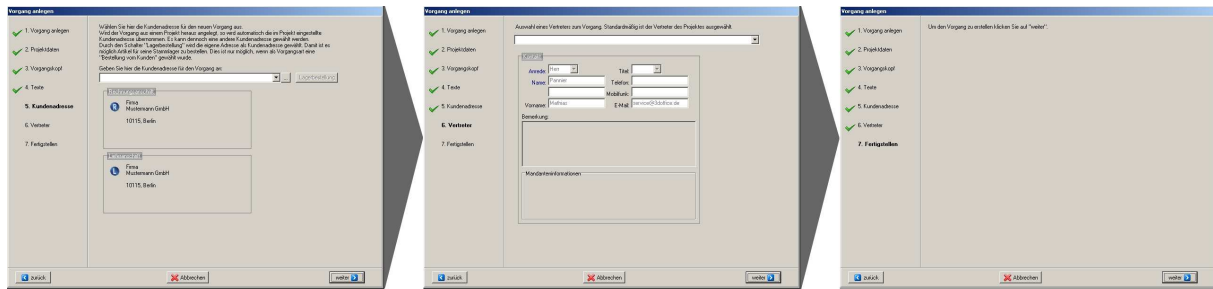 Vorgang anlegen
1. Vorgang anlegen
2. Projektdaten
3. Vorgangskopf
4. Texte
5. Kundenadresse
6. Vertreter
7. Fertigstellen
Wählen Sie hier die Kundenadresse für den neuen Vorgang aus.
Wird der Vorgang aus einem Projekt heraus angelegt, so wird automatisch die im Projekt eingestellte
Kundenadresse übernommen. Es kann dennoch eine andere Kundenadresse gewählt werden.
Durch den Schalter "Lagerbestellung" wird die eigene Adresse als Kundenadresse gewählt. Damit ist es
möglich Artikel für seine Stammlager zu bestellen. Dies ist nur möglich, wenn als Vorgangsart eine
"Bestellung vom Kunden" gewählt wurde.
Geben Sie hier die Kundenadresse für den Vorgang an:
... Lagerbestellung
R
Firma
Mustermann GmbH
10115, Berlin
L
Firma
Mustermann GmbH
10115, Berlin
zurück
Abbrechen
weiter
Vorgang anlegen
1. Vorgang anlegen
2. Projektdaten
3. Vorgangskopf
4. Texte
5. Kundenadresse
6. Vertreter
7. Fertigstellen
Auswahl eines Vertreters zum Vorgang. Standardmäßig ist der Vertreter des Projektes ausgewählt.
Anrede: Herr Titel:
Name: Pannier Telefon:
Mobilfunk:
Vorname: Mathias E-Mail: service@3doffice.de
Bemerkung:
Mandanteninformationen
zurück
Abbrechen
weiter
Vorgang anlegen
1. Vorgang anlegen
2. Projektdaten
3. Vorgangskopf
4. Texte
5. Kundenadresse
6. Vertreter
7. Fertigstellen
Um den Vorgang zu erstellen klicken Sie auf "weiter".
zurück
Abbrechen
weiter